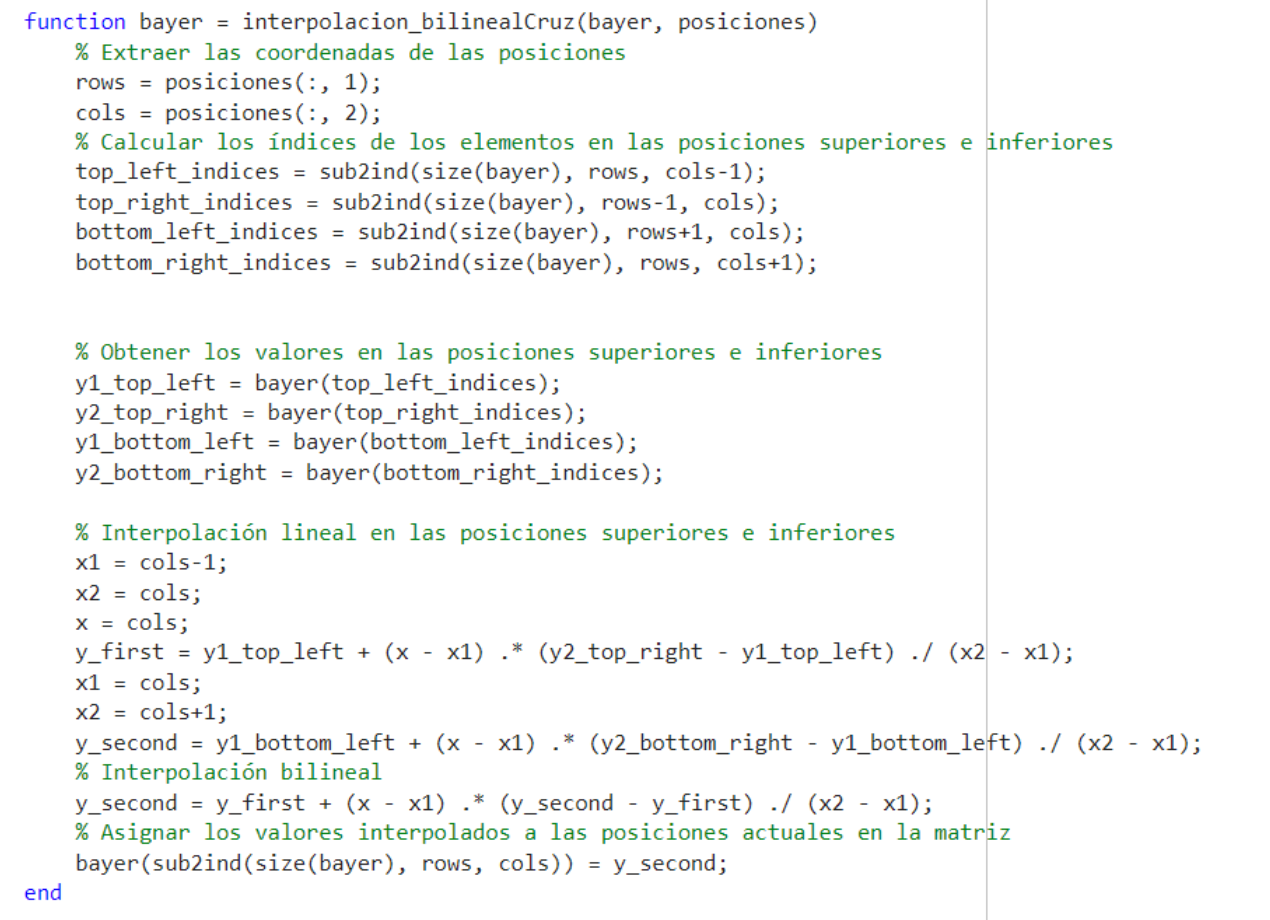 function bayer = interpolacion_bilinealCruz(bayer, posiciones)
% Extraer las coordenadas de las posiciones
rows = posiciones(:, 1);
cols = posiciones(:, 2);
% Calcular los índices de los elementos en las posiciones superiores e inferiores
top_left_indices = sub2ind(size(bayer), rows, cols-1);
top_right_indices = sub2ind(size(bayer), rows-1, cols);
bottom_left_indices = sub2ind(size(bayer), rows+1, cols);
bottom_right_indices = sub2ind(size(bayer), rows, cols+1);
% Obtener los valores en las posiciones superiores e inferiores
y1_top_left = bayer(top_left_indices);
y2_top_right = bayer(top_right_indices);
y1_bottom_left = bayer(bottom_left_indices);
y2_bottom_right = bayer(bottom_right_indices);
% Interpolación lineal en las posiciones superiores e inferiores
x1 = cols-1;
x2 = cols;
x = cols;
y_first = y1_top_left + (x - x1) .* (y2_top_right - y1_top_left) ./ (x2 - x1);
x1 = cols;
x2 = cols+1;
y_second = y1_bottom_left + (x - x1) .* (y2_bottom_right - y1_bottom_left) ./ (x2 - x1);
% Interpolación bilineal
y_second = y_first + (x - x1) .* (y_second - y_first) ./ (x2 - x1);
% Asignar los valores interpolados a las posiciones actuales en la matriz
bayer(sub2ind(size(bayer), rows, cols)) = y_second;
end